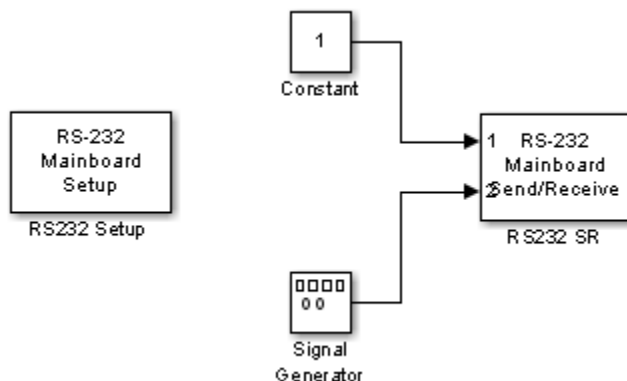 1
Constant
RS-232
Mainboard
Setup
RS232 Setup
1
RS-232
Mainboard
2
Send/Receive
RS232 SR
Signal
Generator